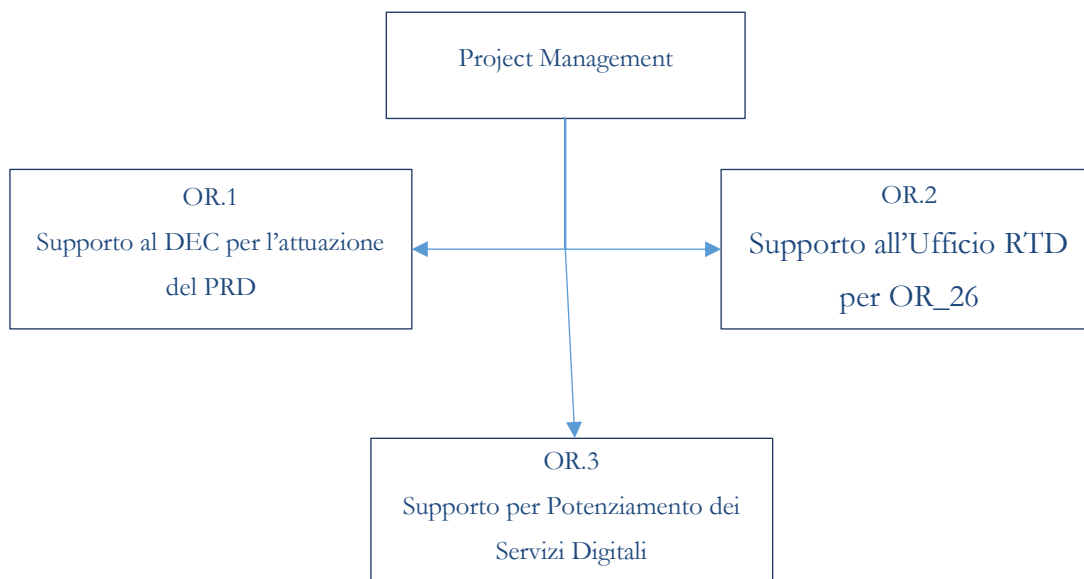 Project Management
OR.1
Supporto al DEC per l’attuazione
del PRD
OR.2
Supporto all’Ufficio RTD
per OR_26
OR.3
Supporto per Potenziamento dei
Servizi Digitali